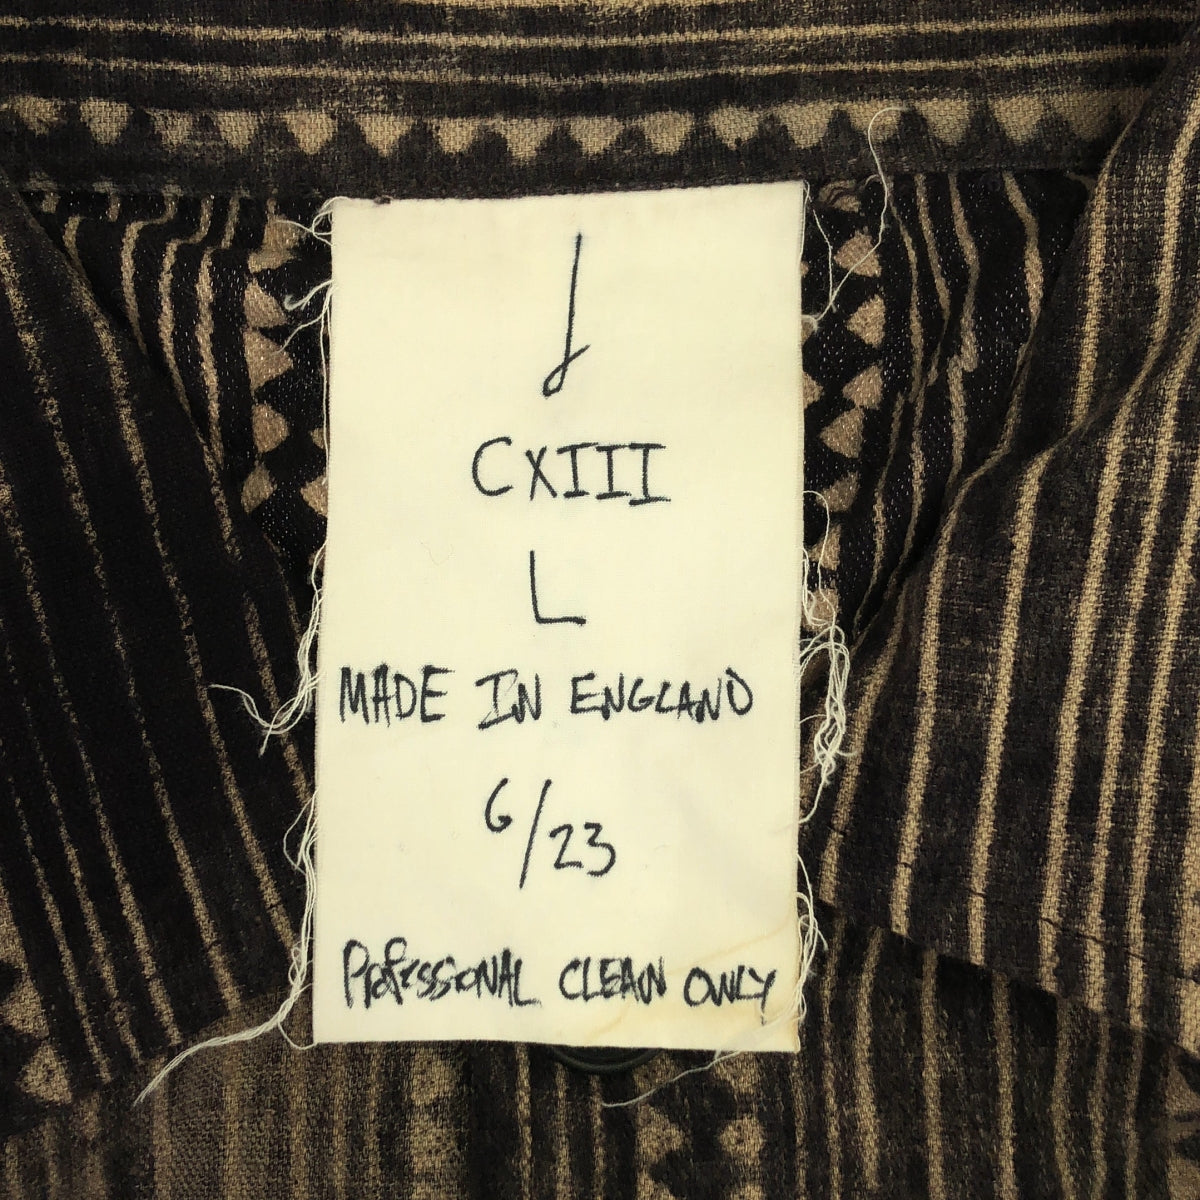 CXIII
L
MADE IN ENGLAND
6/23
Professional CLEAN ONLY